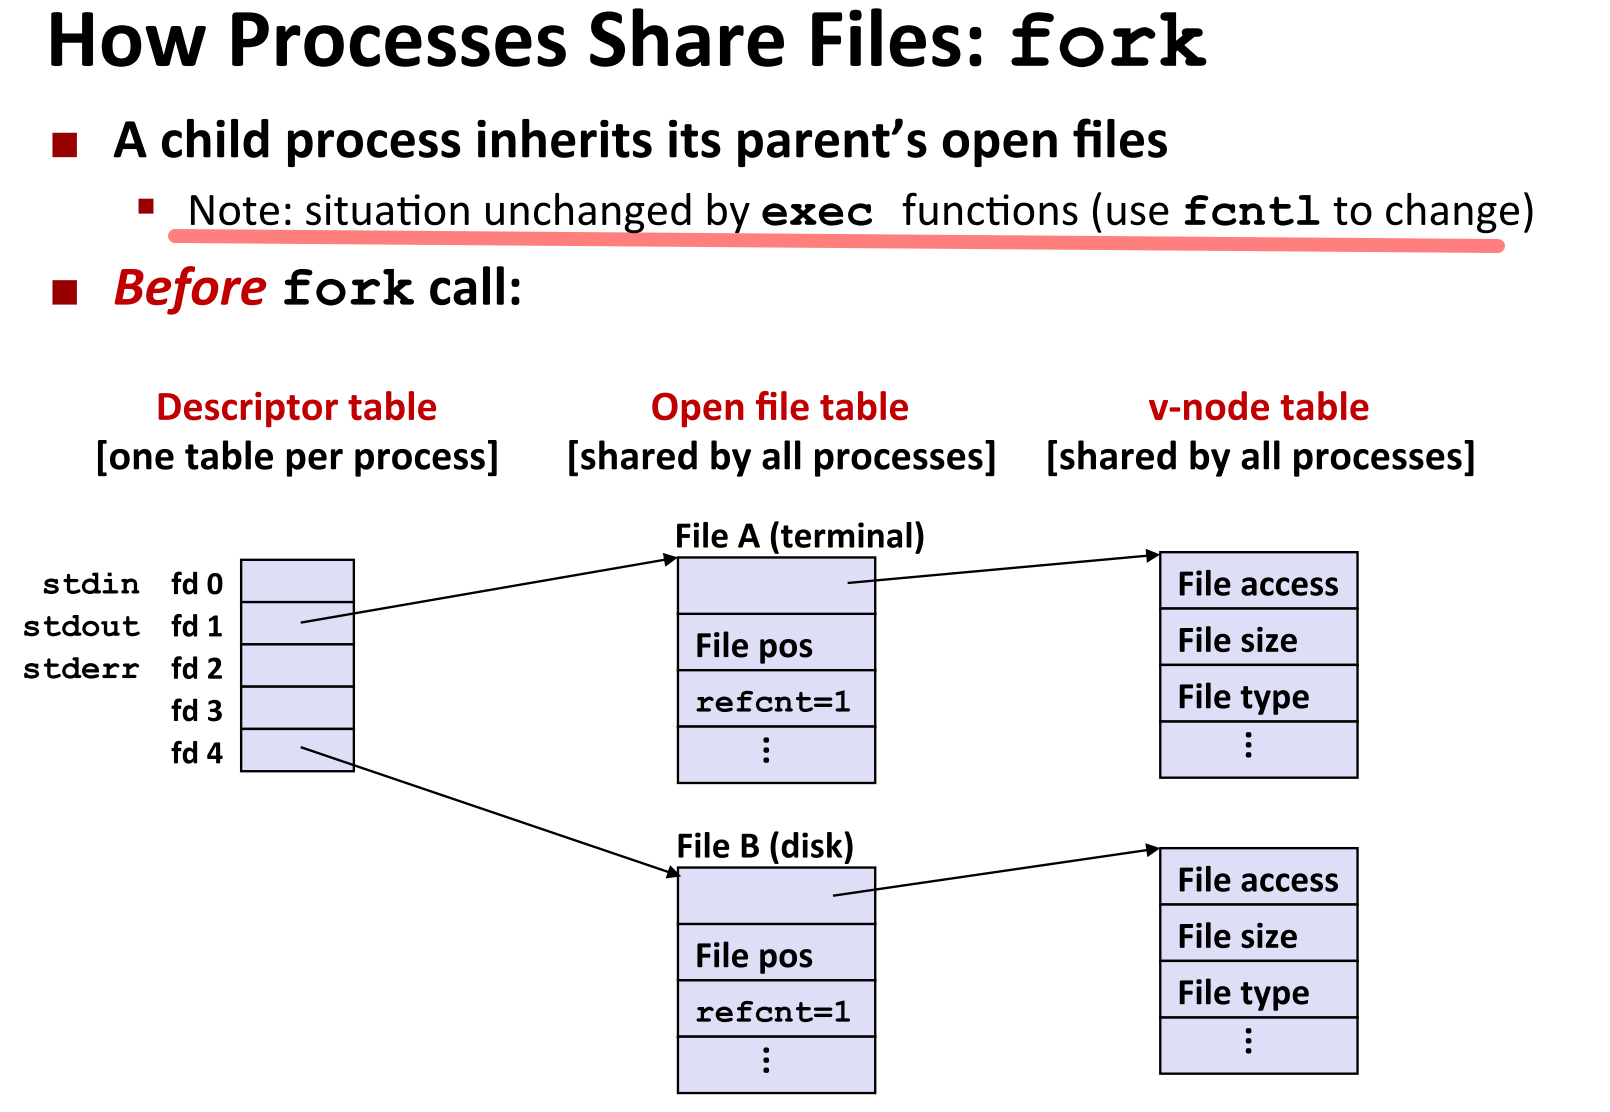 How Processes Share Files: fork
A child process inherits its parent’s open files
Note: situation unchanged by exec functions (use fcntl to change)
Before fork call:
Descriptor table
[one table per process]
Open file table
[shared by all processes]
v-node table
[shared by all processes]
stdin fd 0
stdout fd 1
stderr fd 2
fd 3
fd 4
File A (terminal)
File pos
refcnt=1
⋮
File access
File size
File type
⋮
File B (disk)
File pos
refcnt=1
⋮
File access
File size
File type
⋮